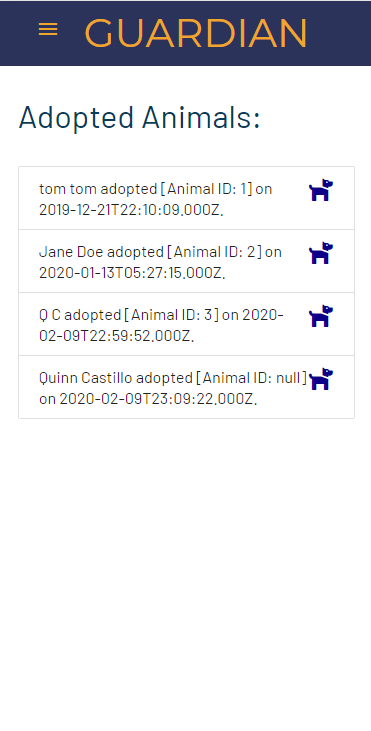 GUARDIAN
Adopted Animals:
tom tom adopted [Animal ID: 1] on
2019-12-21T22:10:09.000Z.
Jane Doe adopted [Animal ID: 2] on
2020-01-13T05:27:15.000Z.
Q C adopted [Animal ID: 3] on 2020-
02-09T22:59:52.000Z.
Quinn Castillo adopted [Animal ID: null]
on 2020-02-09T23:09:22.000Z.